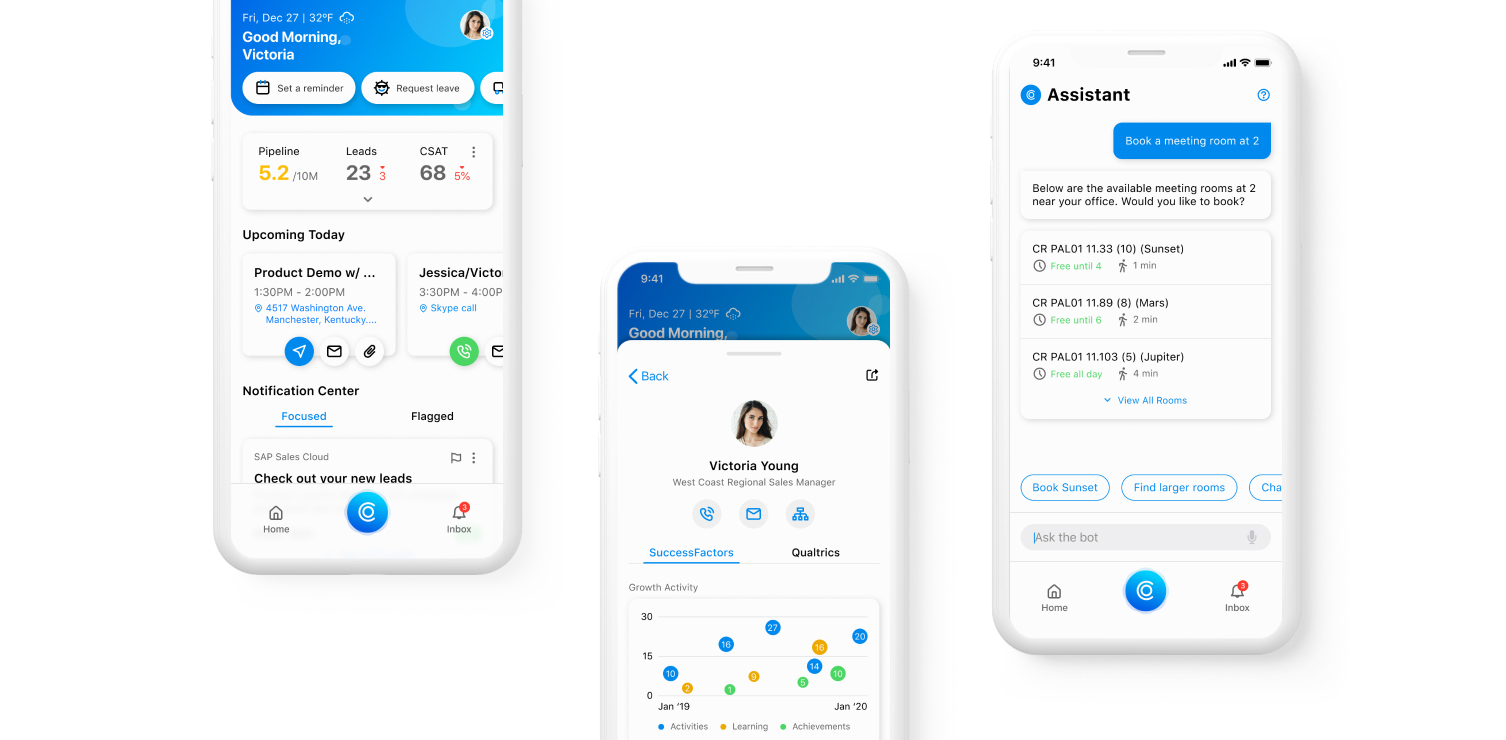 Fri, Dec 27 | 32ºF
Good Morning,
Victoria
Set a reminder
Request leave
Pipeline
Leads
CSAT
5.2 /10M
23 3
68 5%
Upcoming Today
Product Demo w/ ...
1:30PM - 2:00PM
4517 Washington Ave.
Manchester, Kentucky....
Jessica/Victo
3:30PM - 4:00P
Skype call
Notification Center
Focused
Flagged
SAP Sales Cloud
Check out your new leads
Home
3
Inbox
9:41
Fri, Dec 27 | 32ºF
Good Morning,
Back
Victoria Young
West Coast Regional Sales Manager
SuccessFactors
Qualtrics
Growth Activity
30
15
0
10
2
16
1
9
27
5
14
16
10
20
Jan ‘19
Jan ‘20
Activities
Learning
Achievements
9:41
Assistant
Book a meeting room at 2
Below are the available meeting rooms at 2
near your office. Would you like to book?
CR PAL01 11.33 (10) (Sunset)
Free until 4
1 min
CR PAL01 11.89 (8) (Mars)
Free until 6
2 min
CR PAL01 11.103 (5) (Jupiter)
Free all day
4 min
View All Rooms
Book Sunset
Find larger rooms
Cha
Ask the bot
Home
3
Inbox